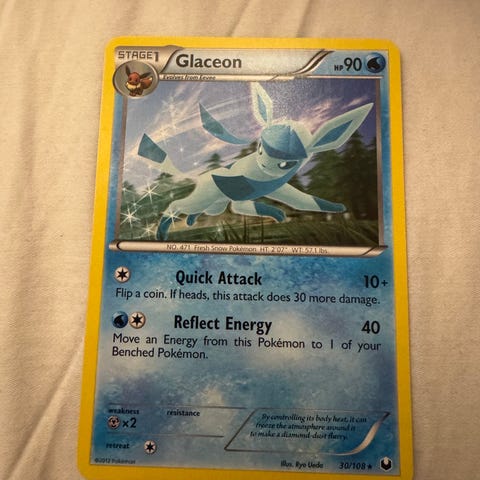 STAGE1 Glaceon HP 90
Evolves from Eevee
NO. 471 Fresh Snow Pokémon HT: 2'07" WT: 57.1 lbs.
Quick Attack 10+
Flip a coin. If heads, this attack does 30 more damage.
Reflect Energy 40
Move an Energy from this Pokémon to 1 of your
Benched Pokémon.
weakness resistance
×2
retreat
By controlling its body heat, it can
freeze the atmosphere around it
to make a diamond-dust flurry.
©2012 Pokémon Illus. Ryo Ueda 30/108 ★